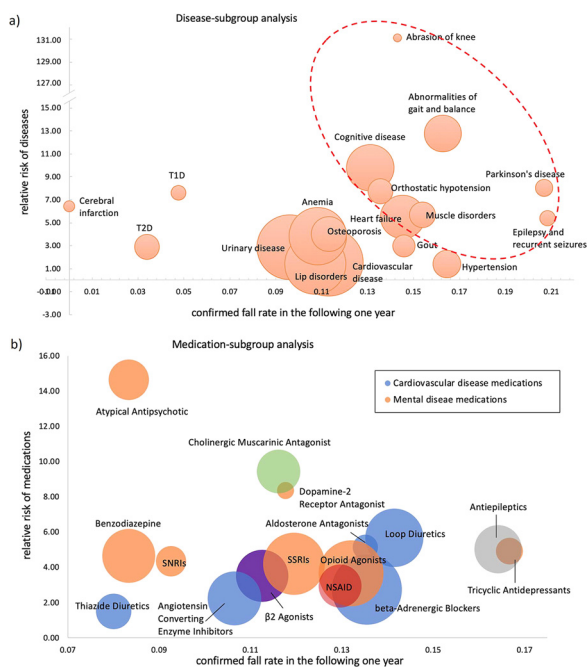 a)
Disease-subgroup analysis
relative risk of diseases
131.00
127.00
15.00
13.00
11.00
9.00
7.00
5.00
3.00
1.00
-3.00
0.01
0.03
0.05
0.07
0.09
0.11
0.13
0.15
0.17
0.19
0.21
confirmed fall rate in the following one year
Abrasion of knee
Abnormalities of
gait and balance
Cognitive disease
Parkinson's disease
T1D
Orthostatic hypotension
Cerebral
infarction
Anemia
Heart failure
Muscle disorders
T2D
Osteoporosis
Epilepsy and
recurrent seizures
Urinary disease
Gout
Lip disorders
Cardiovascular
disease
Hypertension
b)
Medication-subgroup analysis
relative risk of medications
16.00
14.00
12.00
10.00
8.00
6.00
4.00
2.00
0.00
0.07
0.09
0.11
0.13
0.15
0.17
confirmed fall rate in the following one year
Cardiovascular disease medications
Mental diseae medications
Atypical Antipsychotic
Cholinergic Muscarinic Antagonist
Dopamine-2
Receptor Antagonist
Antiepileptics
Benzodiazepine
Aldosterone Antagonists
Loop Diuretics
SNRIs
SSRIs
Opioid Agonists
Tricyclic Antidepressants
NSAID
Thiazide Diuretics
Angiotensin
Converting
Enzyme Inhibitors
β2 Agonists
beta-Adrenergic Blockers